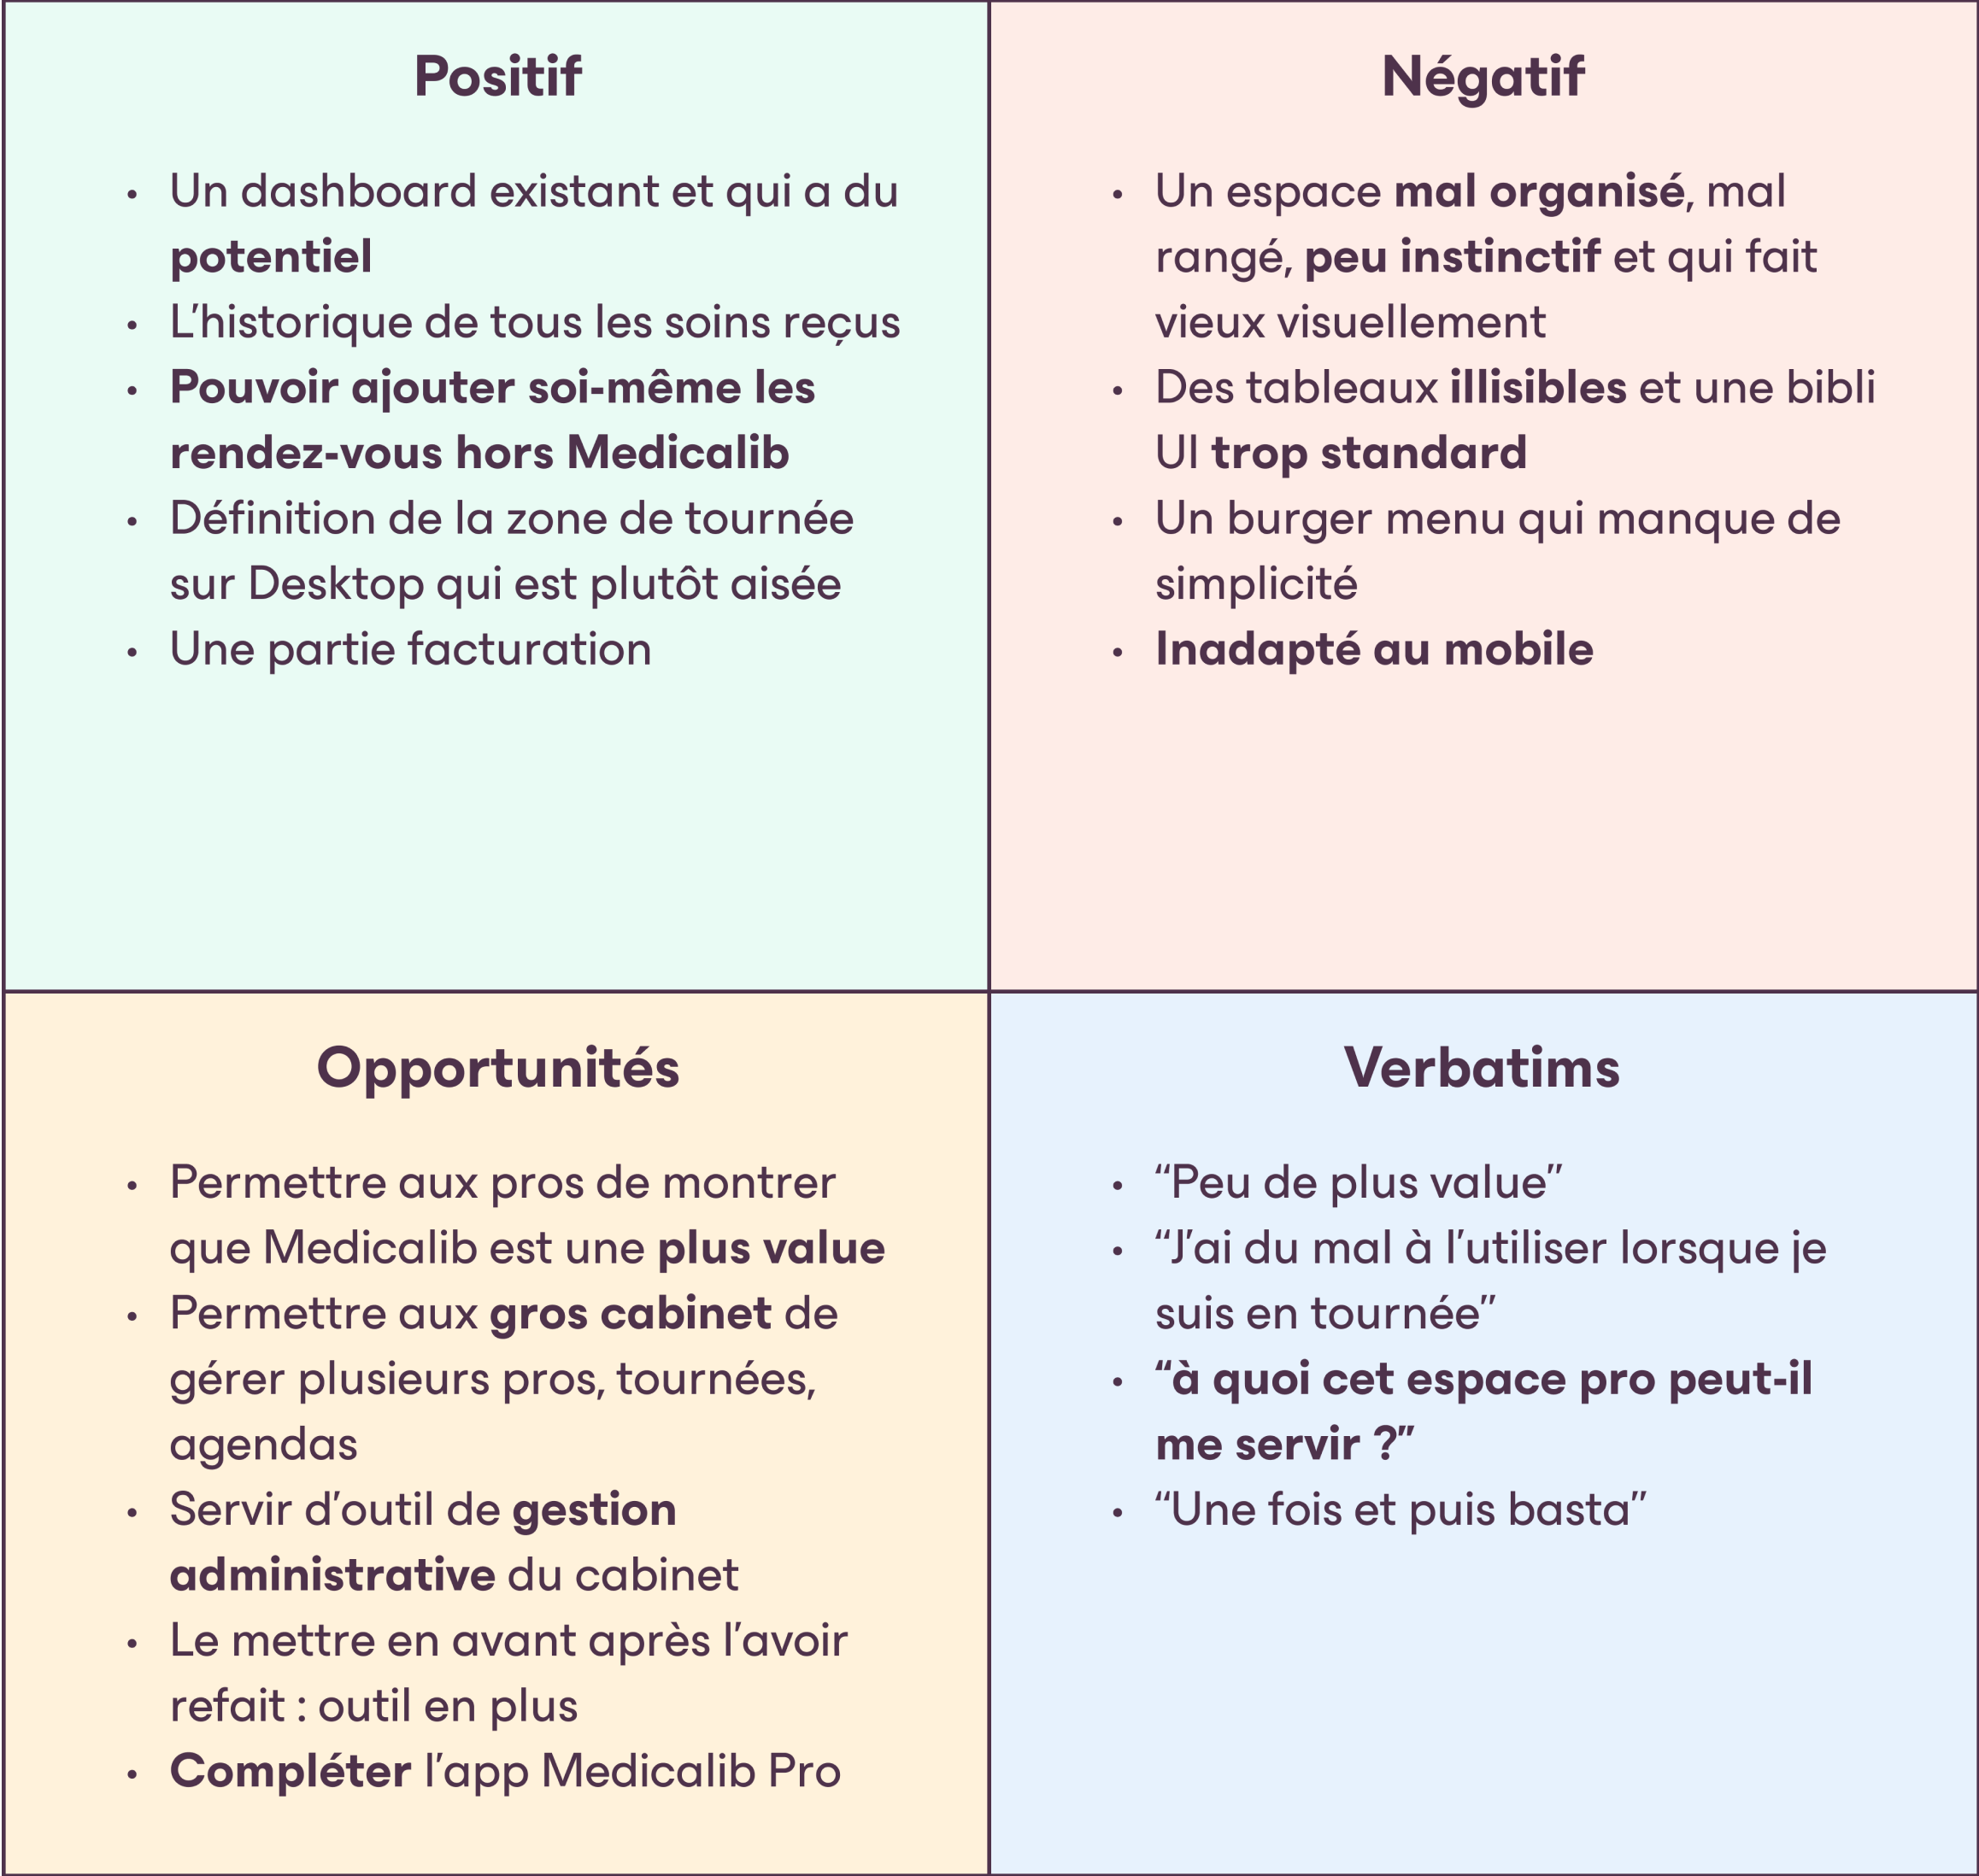 Positif
• Un dashboard existant et qui a du
potentiel
• L’historique de tous les soins reçus
• Pouvoir ajouter soi-même les
rendez-vous hors Medicalib
• Définition de la zone de tournée
sur Desktop qui est plutôt aisée
• Une partie facturation
Négatif
• Un espace mal organisé, mal
rangé, peu instinctif et qui fait
vieux visuellement
• Des tableaux illisibles et une bibli
UI trop standard
• Un burger menu qui manque de
simplicité
• Inadapté au mobile
Opportunités
• Permettre aux pros de montrer
que Medicalib est une plus value
• Permettre aux gros cabinet de
gérer plusieurs pros, tournées,
agendas
• Servir d’outil de gestion
administrative du cabinet
• Le mettre en avant après l’avoir
refait : outil en plus
• Compléter l’app Medicalib Pro
Verbatims
• “Peu de plus value”
• “J’ai du mal à l’utiliser lorsque je
suis en tournée”
• “à quoi cet espace pro peut-il
me servir ?”
• “Une fois et puis basta”